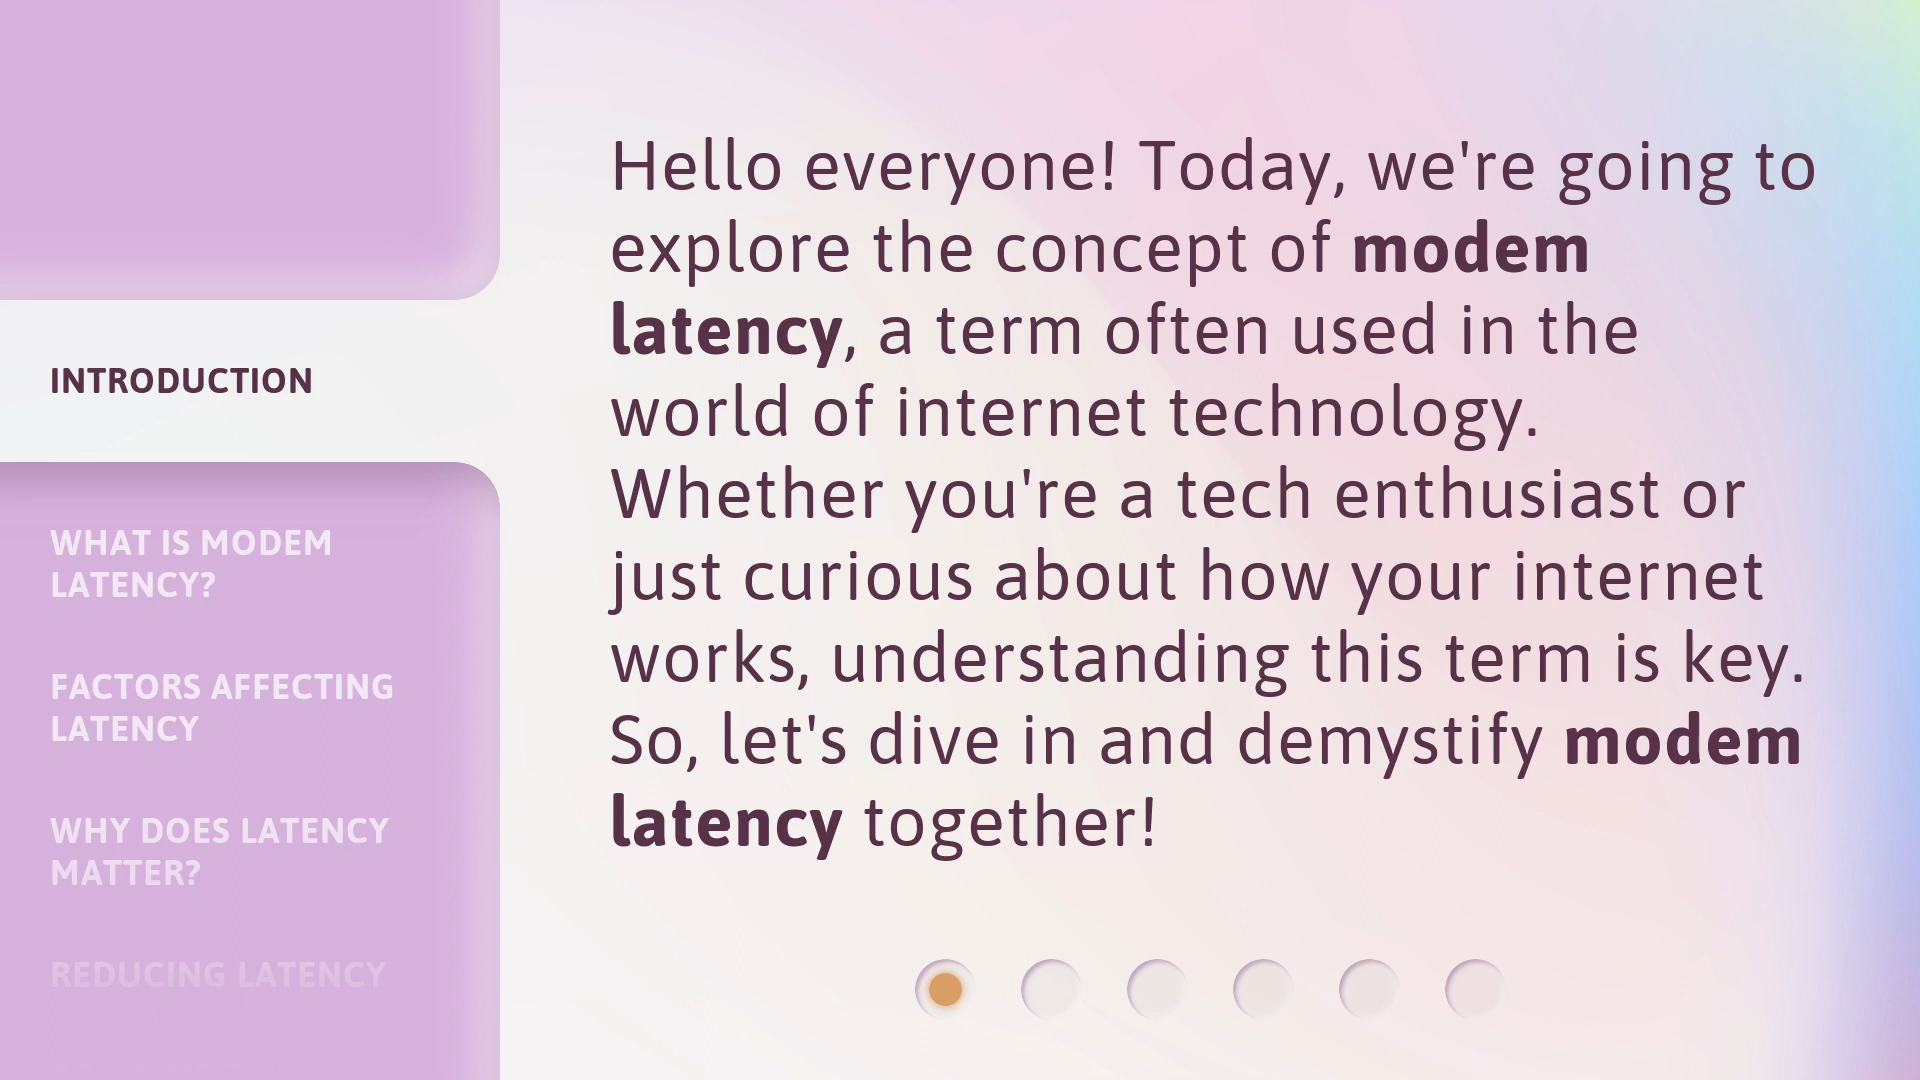 INTRODUCTION
WHAT IS MODEM
LATENCY?
FACTORS AFFECTING
LATENCY
WHY DOES LATENCY
MATTER?
REDUCING LATENCY
Hello everyone! Today, we're going to
explore the concept of modem
latency, a term often used in the
world of internet technology.
Whether you're a tech enthusiast or
just curious about how your internet
works, understanding this term is key.
So, let's dive in and demystify modem
latency together!